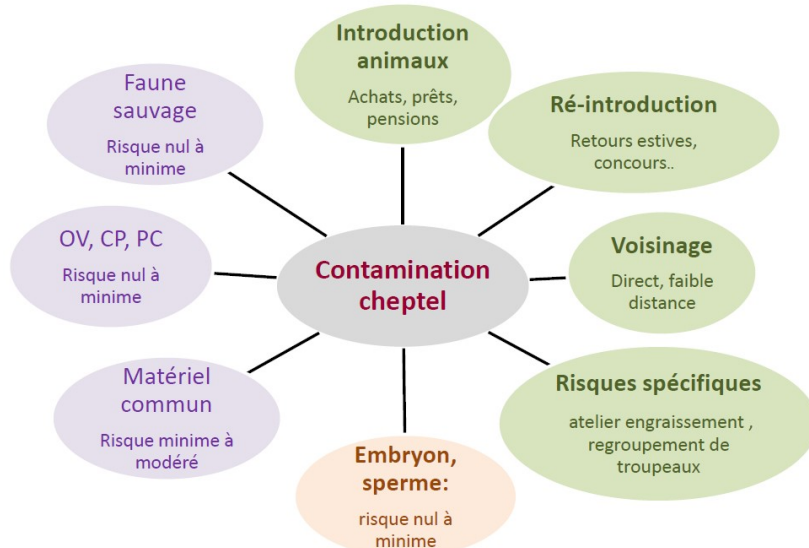 Introduction
animaux
Achats, prêts,
pensions
Faune
sauvage
Risque nul à
minime
Ré-introduction
Retours estives,
concours..
OV, CP, PC
Risque nul à
minime
Contamination
cheptel
Voisinage
Direct, faible
distance
Matériel
commun
Risque minime à
modéré
Risques spécifiques
atelier engraissement ,
regroupement de
troupeaux
Embryon,
sperme:
risque nul à
minime